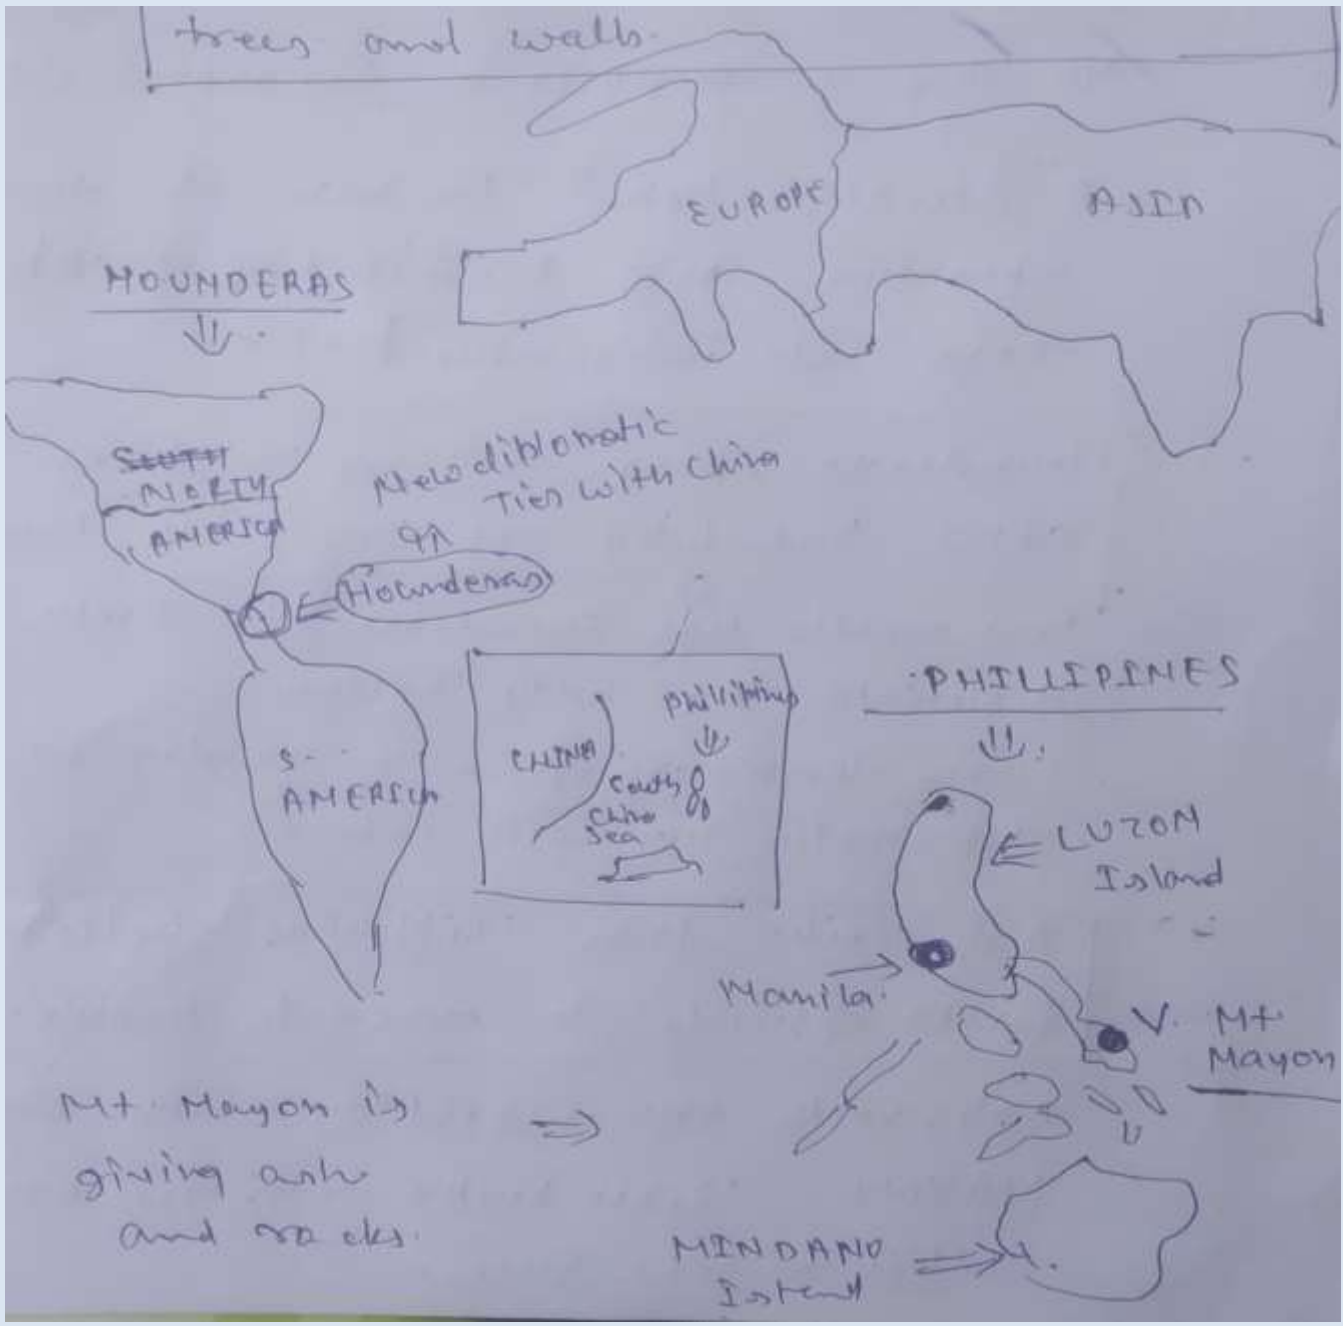 trees and walls.
EUROPE
ASIA
HOUNDERAS
SOUTH
NORTH
AMERICA
New diplomatic
Ties with China
Hounderas
S-
AMERICA
Phillipines
CHINA
South
China
Sea
PHILLIPINES
LUZON
Island
Manila.
V. Mt
Mayon
Mt. Mayon is
giving ash
and rocks.
MINDANO
Island